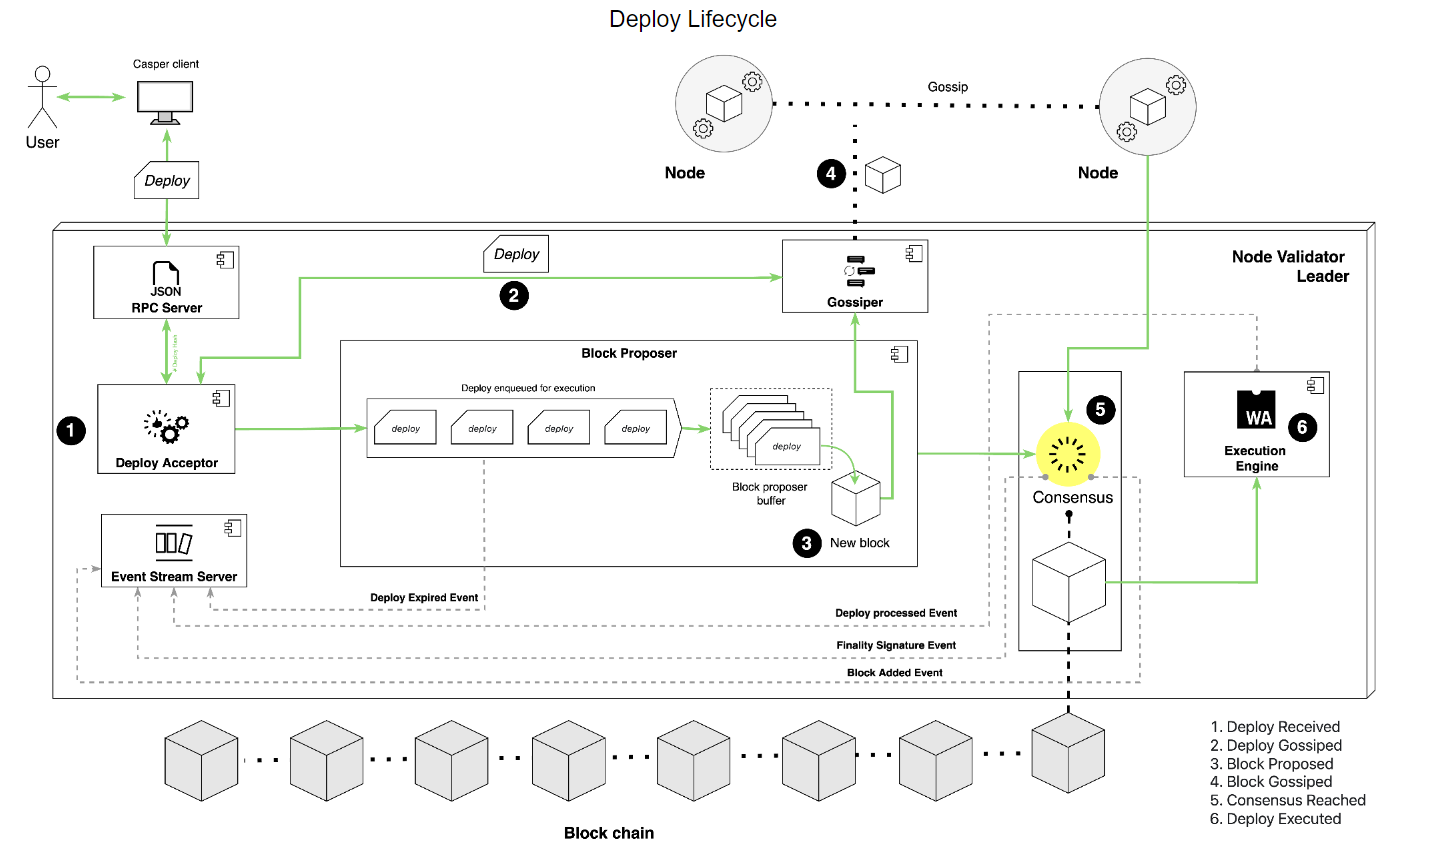 Deploy Lifecycle
Casper client
User
Deploy
Gossip
Node
Node
4
Node Validator
Leader
JSON
RPC Server
Deploy
2
Gossiper
# Deploy Hash
Block Proposer
Deploy enqueued for execution
deploy
deploy
deploy
deploy
deploy
Block proposer
buffer
3
New block
1
Deploy Acceptor
5
Consensus
WA
6
Execution
Engine
Event Stream Server
Deploy Expired Event
Deploy processed Event
Finality Signature Event
Block Added Event
Block chain
1. Deploy Received
2. Deploy Gossiped
3. Block Proposed
4. Block Gossiped
5. Consensus Reached
6. Deploy Executed